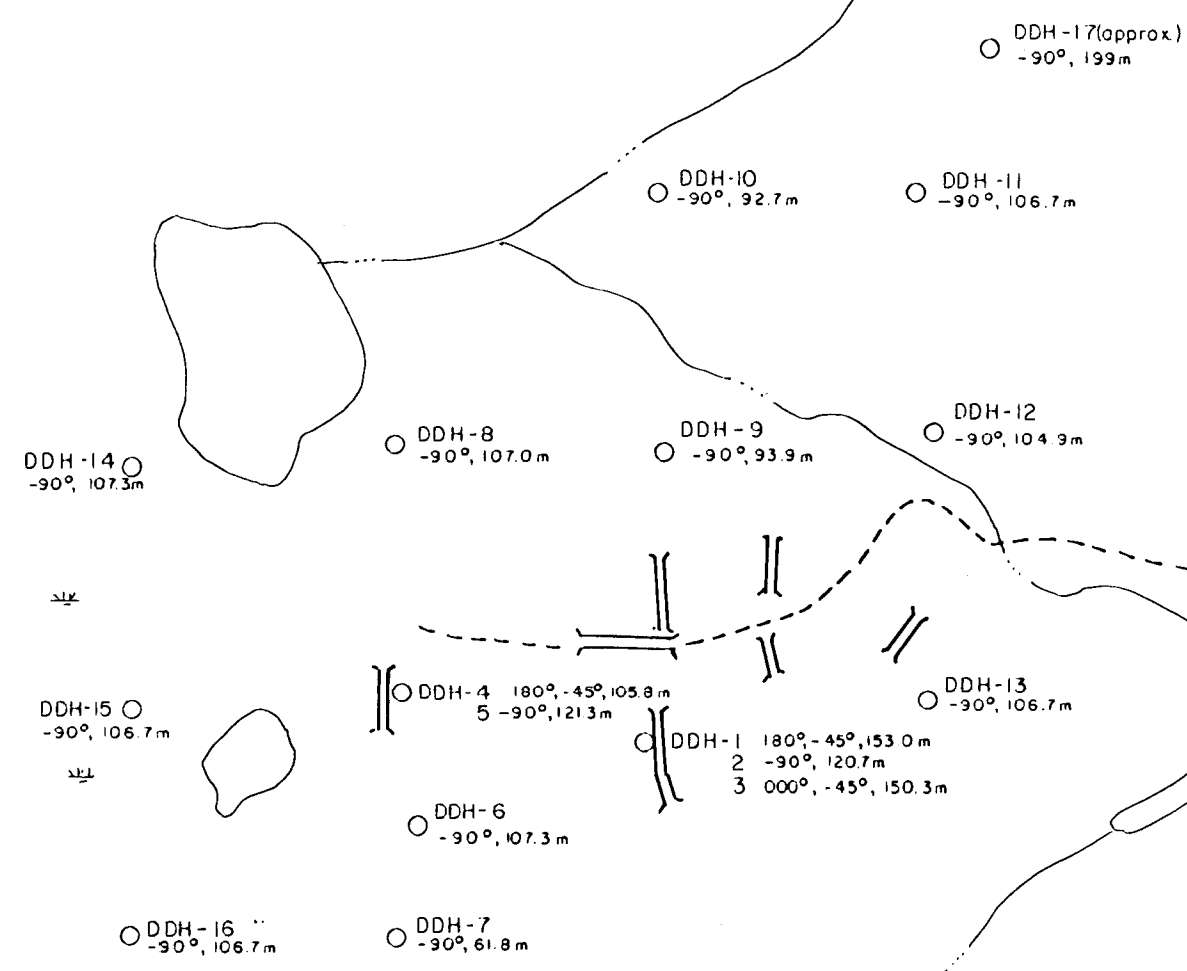 DDH-17(approx.)
-90°, 199m
DDH-10
-90°, 92.7m
DDH-11
-90°, 106.7m
DDH-12
-90°, 104.9m
DDH-8
-90°, 107.0m
DDH-9
-90°, 93.9m
DDH-14
-90°, 107.3m
DDH-4 180°, -45°, 105.8m
5 -90°, 121.3m
DDH-13
-90°, 106.7m
DDH-15
-90°, 106.7m
DDH-1 180°, -45°, 153.0m
2 -90°, 120.7m
3 000°, -45°, 150.3m
DDH-6
-90°, 107.3m
DDH-16
-90°, 106.7m
DDH-7
-90°, 61.8m